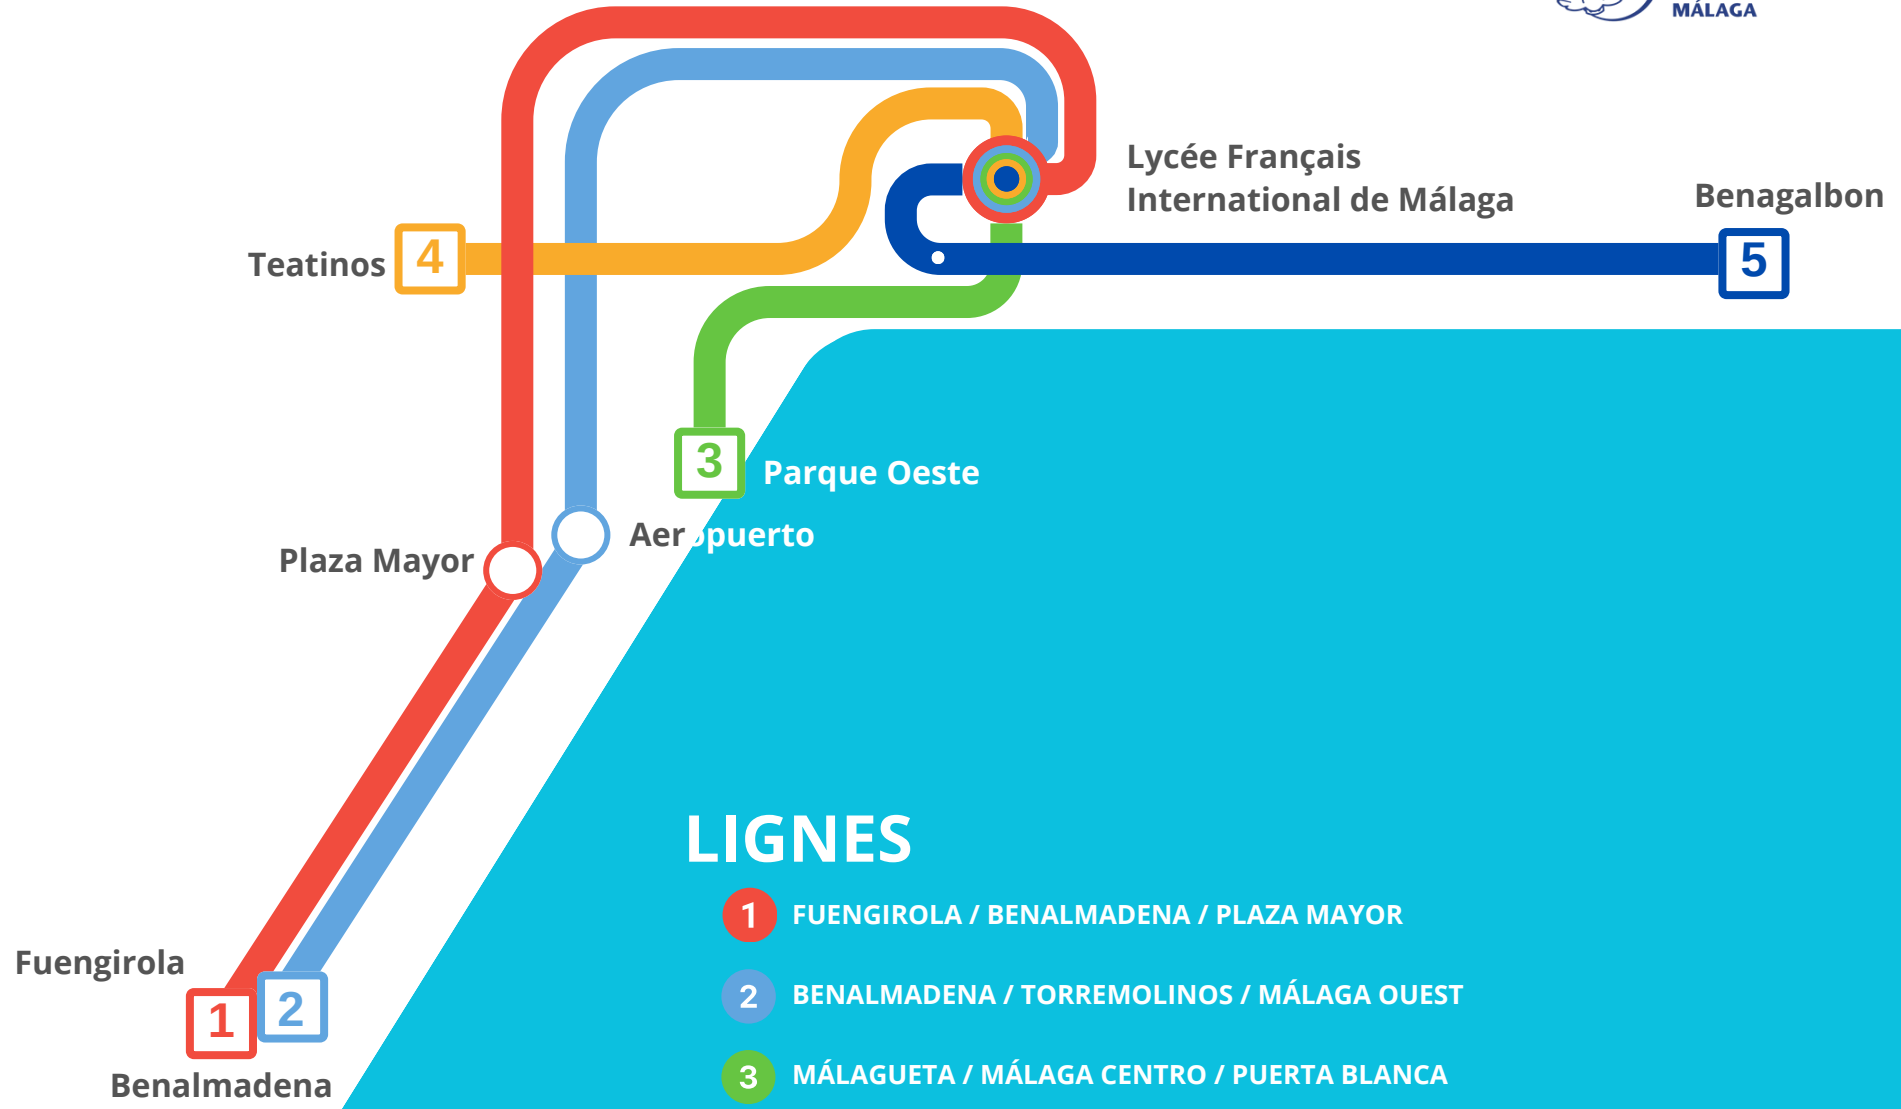 MÁLAGA
Lycée Français
International de Málaga
Benagalbon
5
Teatinos
4
3
Parque Oeste
Aeropuerto
Plaza Mayor
Fuengirola
1
2
Benalmadena
LIGNES
1 FUENGIROLA / BENALMADENA / PLAZA MAYOR
2 BENALMADENA / TORREMOLINOS / MÁLAGA OUEST
3 MÁLAGUETA / MÁLAGA CENTRO / PUERTA BLANCA